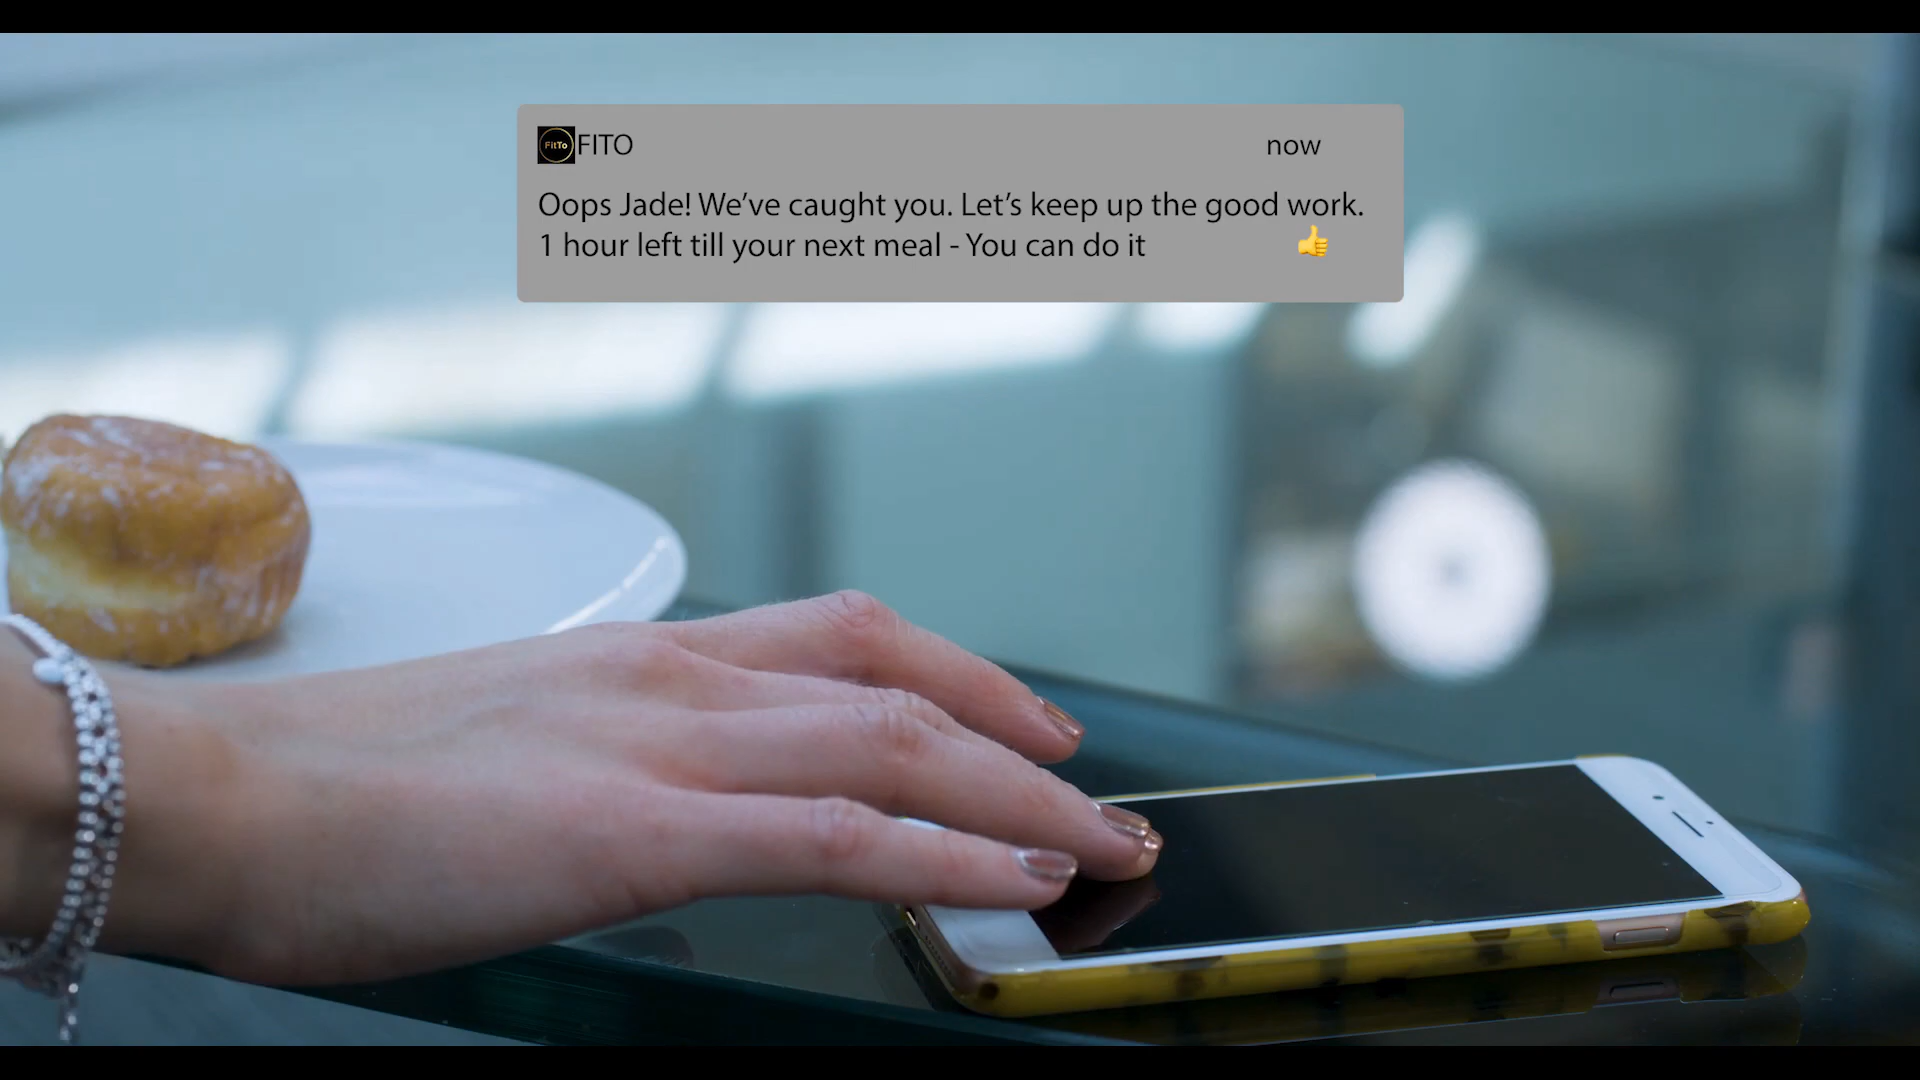 FitTo FITO now
Oops Jade! We've caught you. Let's keep up the good work.
1 hour left till your next meal - You can do it 👍